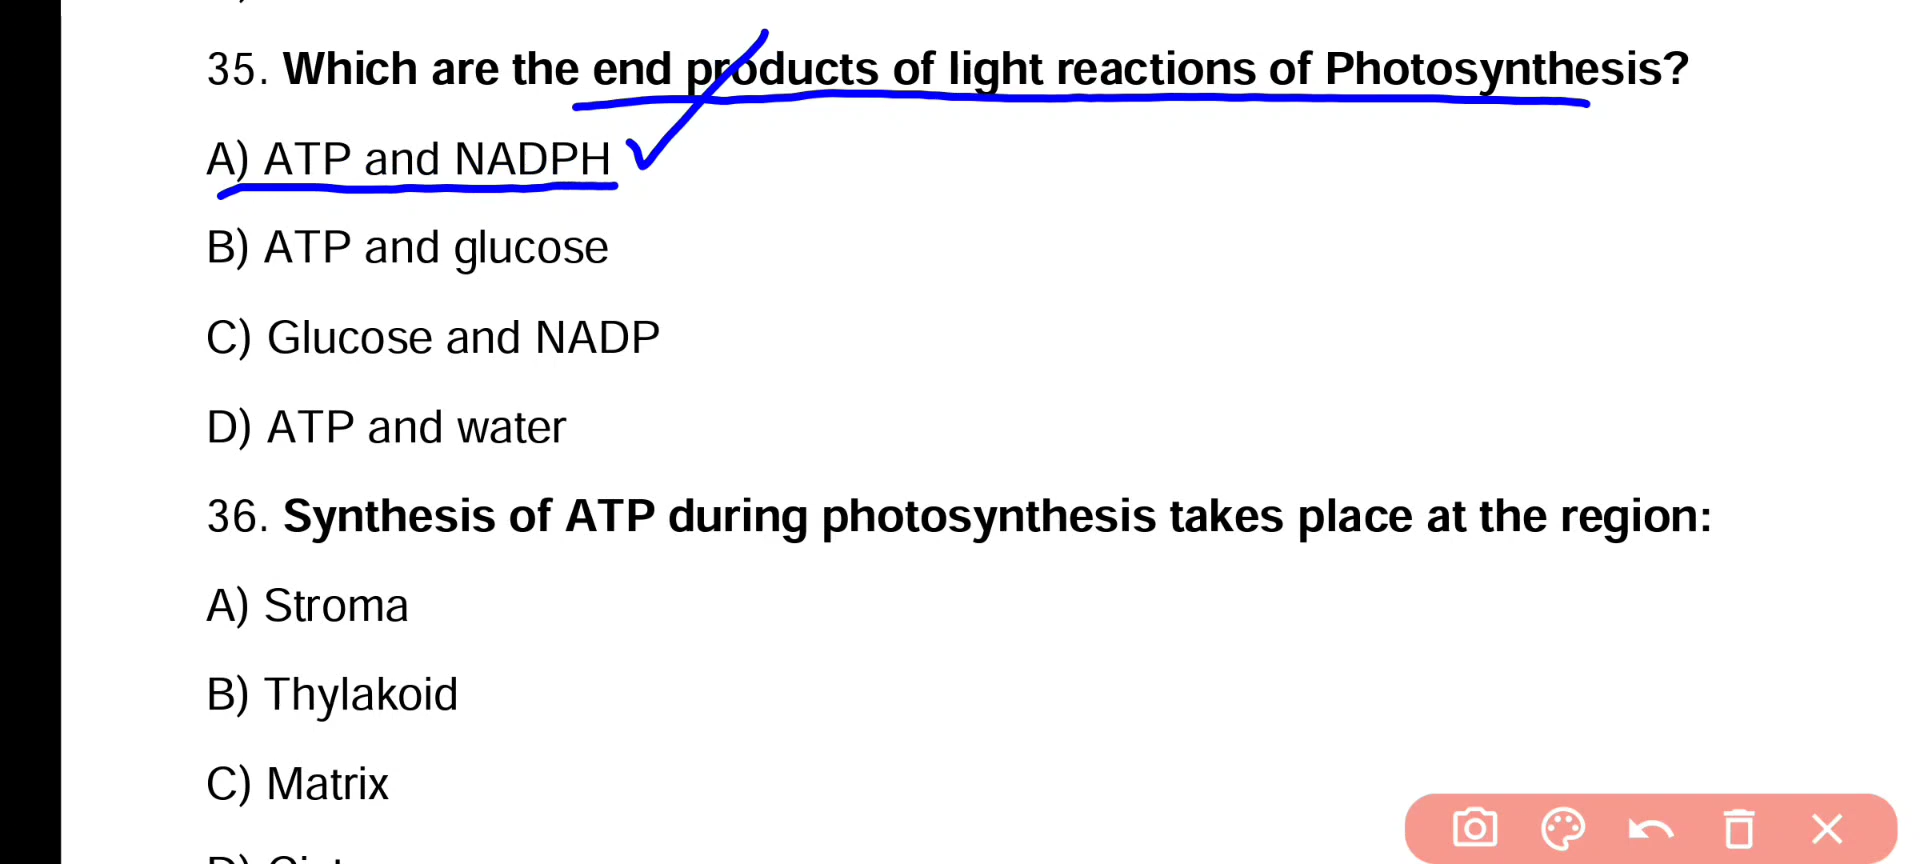 35. Which are the end products of light reactions of Photosynthesis?
A) ATP and NADPH
B) ATP and glucose
C) Glucose and NADP
D) ATP and water
36. Synthesis of ATP during photosynthesis takes place at the region:
A) Stroma
B) Thylakoid
C) Matrix